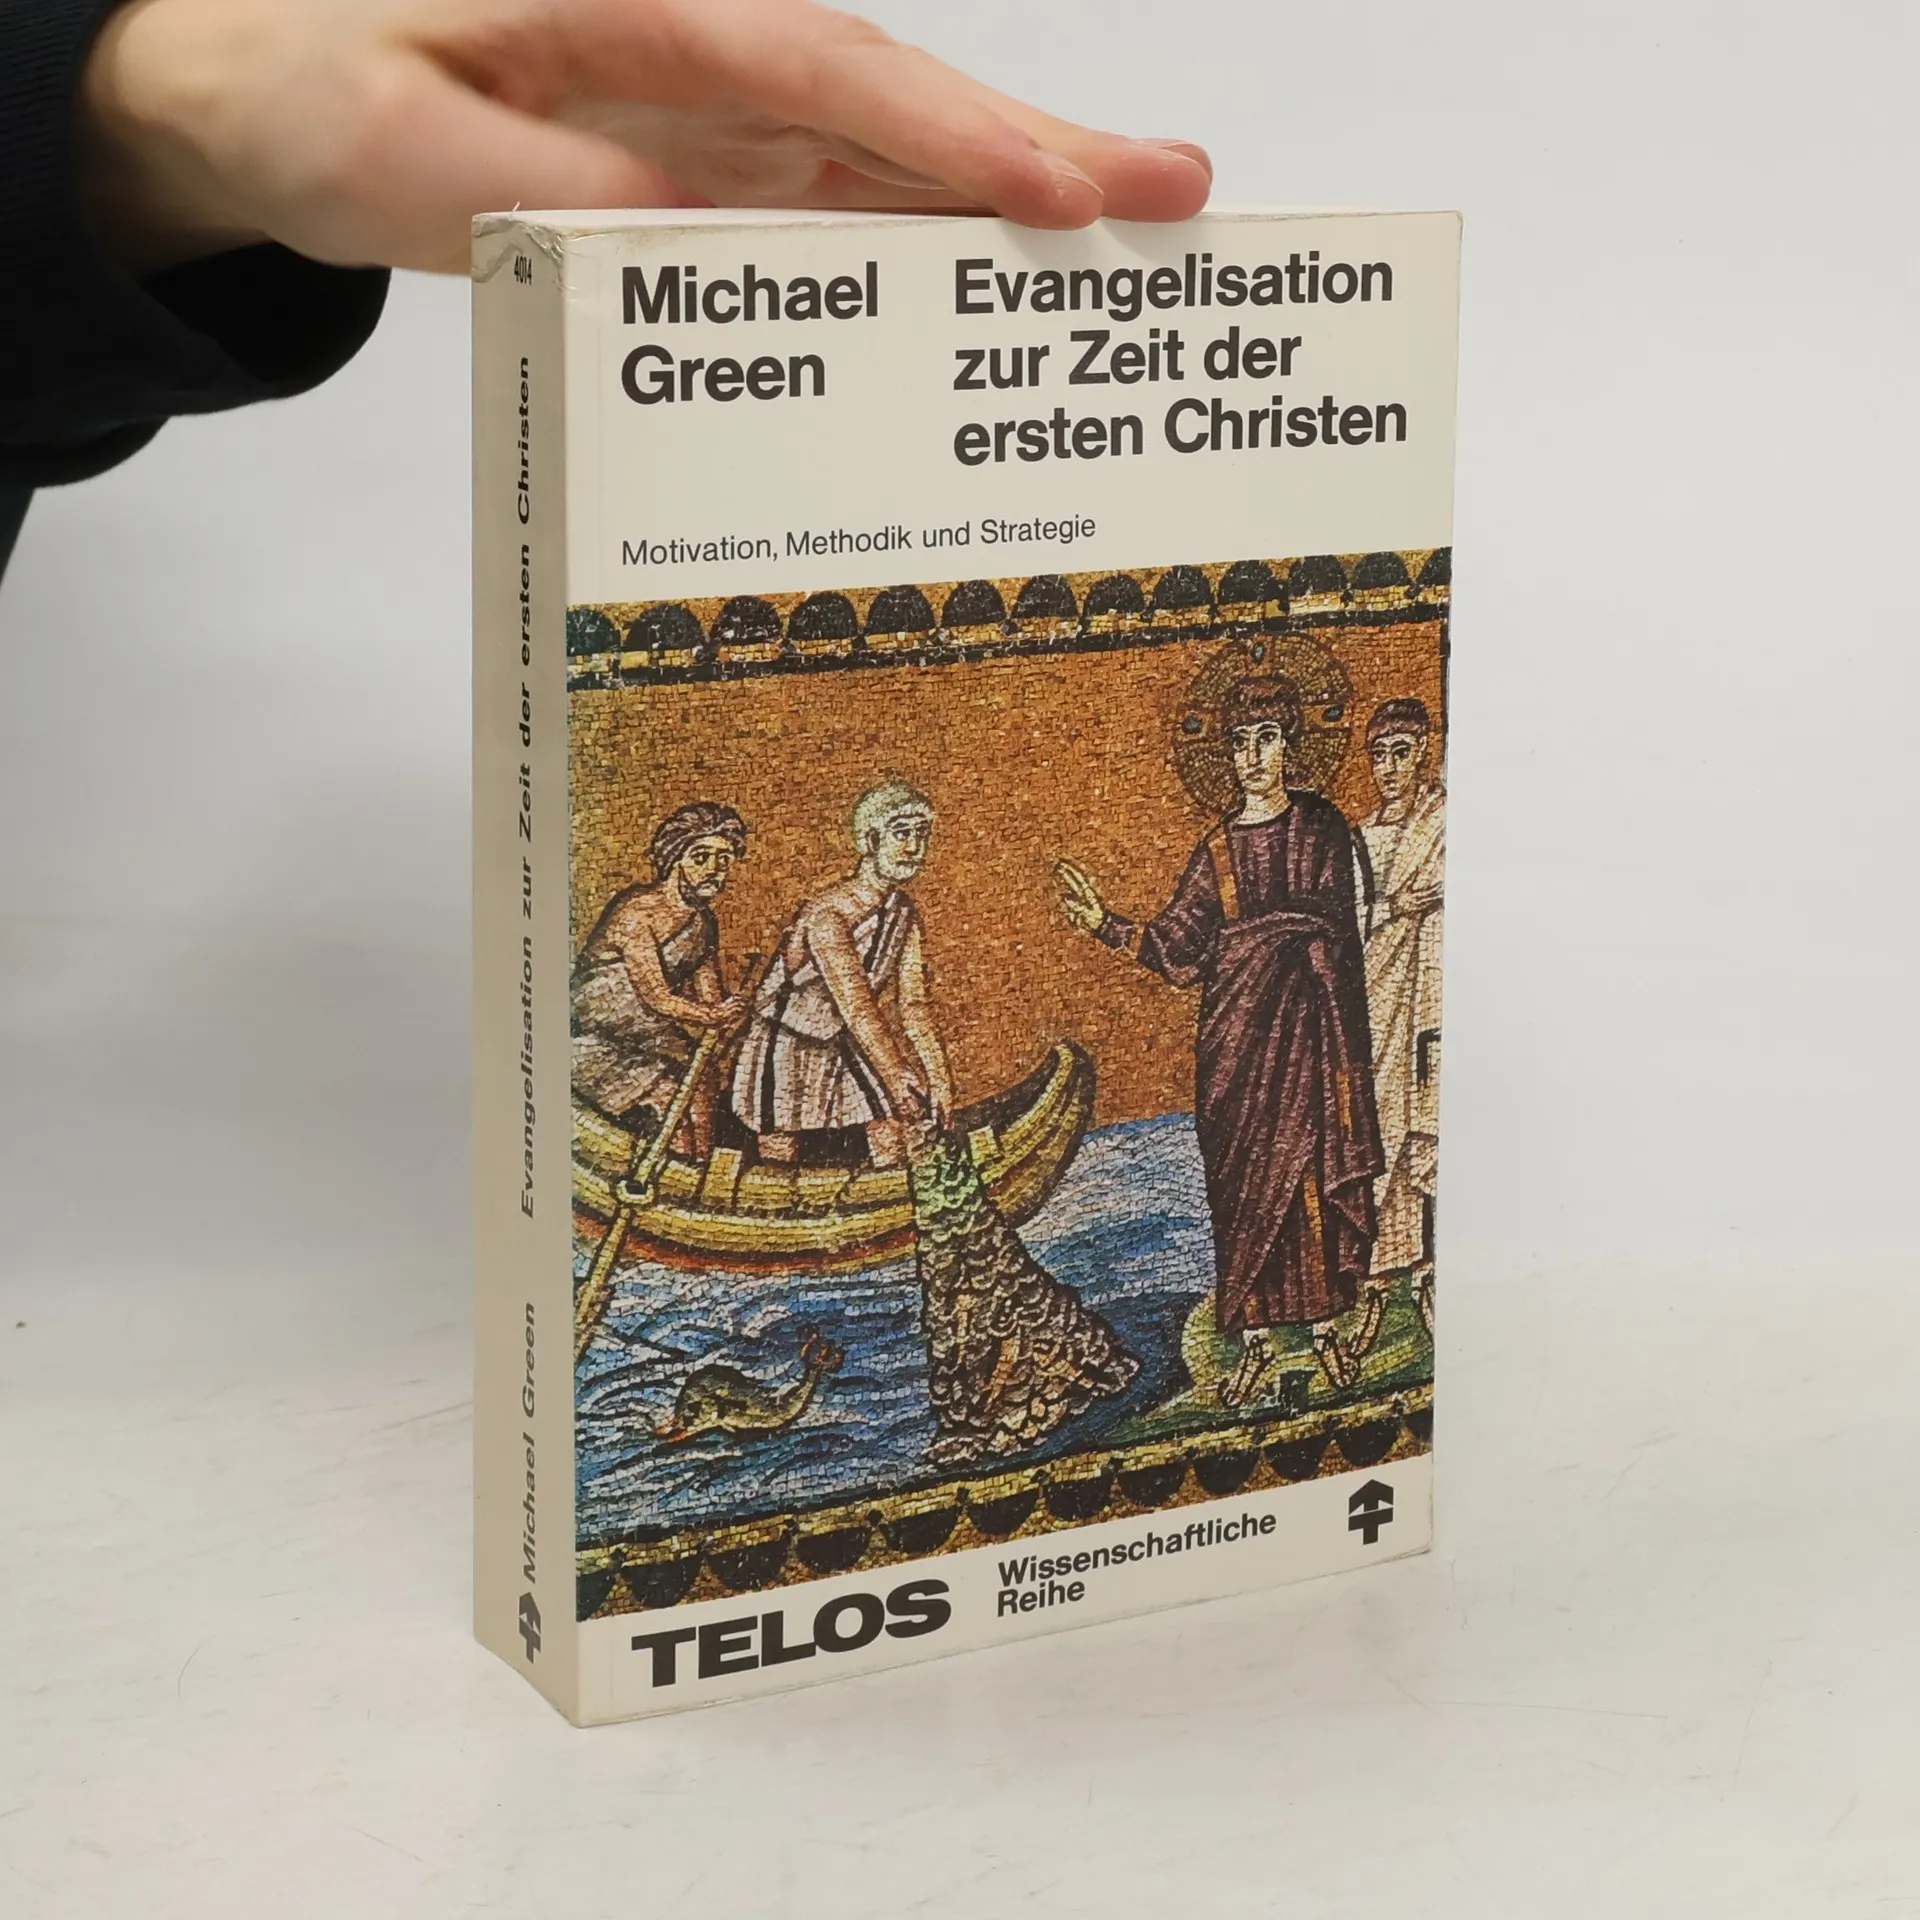 Michael
Green
Evangelisation
zur Zeit der
ersten Christen
Motivation, Methodik und Strategie
TELOS
Wissenschaftliche
Reihe
4014
Michael Green Evangelisation zur Zeit der ersten Christen